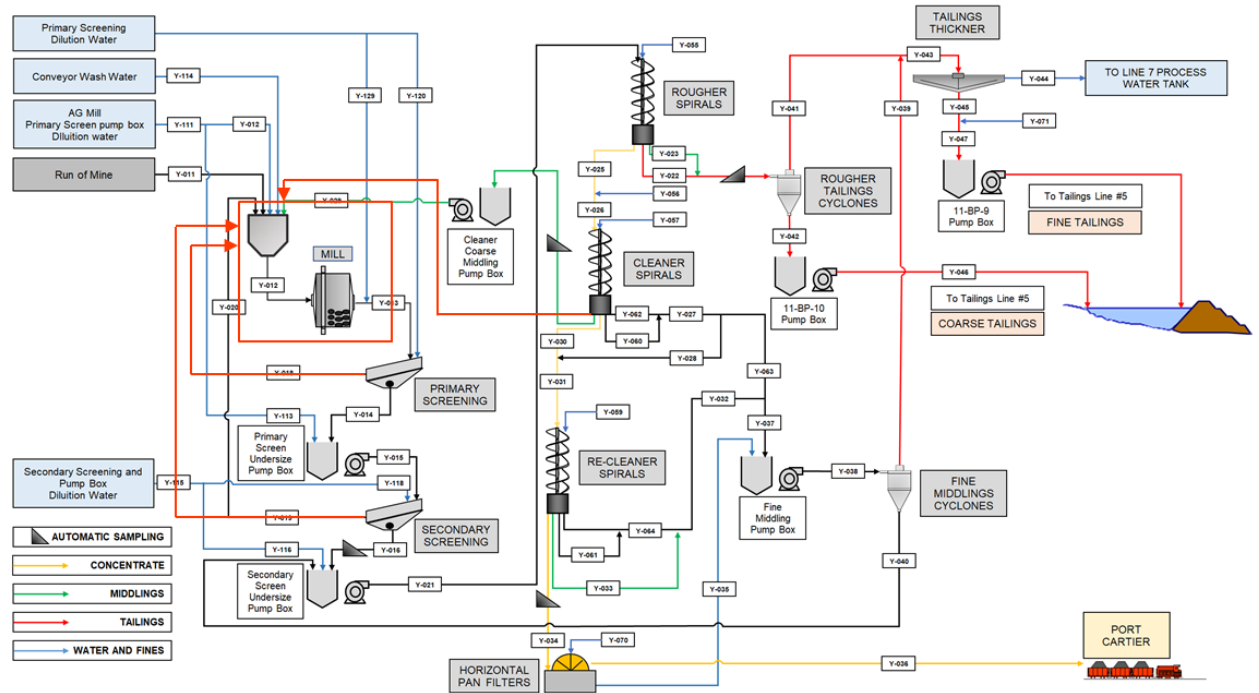 Primary Screening
Dilution Water
Conveyor Wash Water
AG Mill
Primary Screen pump box
DIluution water
Run of Mine
Y-114
Y-111
Y-012
Y-011
Y-129
Y-120
Y-012
MILL
PRIMARY
SCREENING
Y-014
Y-113
Primary
Screen
Undersize
Pump Box
Y-015
Secondary Screening and
Pump Box
Dilution Water
Y-115
Y-118
SECONDARY
SCREENING
Y-116
Y-016
Secondary
Screen
Undersize
Pump Box
Y-021
AUTOMATIC SAMPLING
CONCENTRATE
MIDDLINGS
TAILINGS
WATER AND FINES
Cleaner
Coarse
Middling
Pump Box
Y-055
ROUGHER
SPIRALS
Y-023
Y-022
Y-025
Y-056
Y-026
Y-057
CLEANER
SPIRALS
Y-062
Y-027
Y-060
Y-030
Y-028
Y-031
Y-063
Y-032
Y-037
Y-059
RE-CLEANER
SPIRALS
Y-064
Y-061
Y-033
Y-035
Y-034
Y-070
HORIZONTAL
PAN FILTERS
Fine
Middling
Pump Box
Y-038
FINE
MIDDLINGS
CYCLONES
Y-040
Y-036
PORT
CARTIER
TAILINGS
THICKNER
Y-043
Y-044
TO LINE 7 PROCESS
WATER TANK
Y-041
Y-039
Y-045
Y-071
Y-047
ROUGHER
TAILINGS
CYCLONES
11-BP-9
Pump Box
To Tailings Line #5
FINE TAILINGS
Y-042
11-BP-10
Pump Box
Y-046
To Tailings Line #5
COARSE TAILINGS